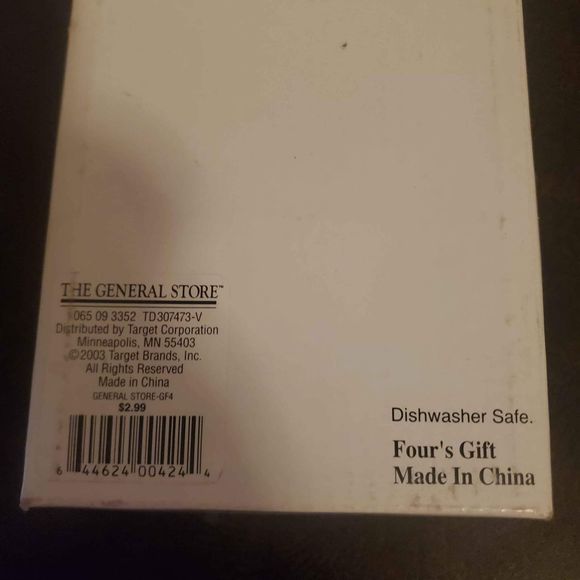 THE GENERAL STORE™
065 09 3352 TD307473-V
Distributed by Target Corporation
Minneapolis, MN 55403
©2003 Target Brands, Inc.
All Rights Reserved
Made in China
GENERAL STORE-GF4
$2.99
6 44624 00424 4
Dishwasher Safe.
Four's Gift
Made In China